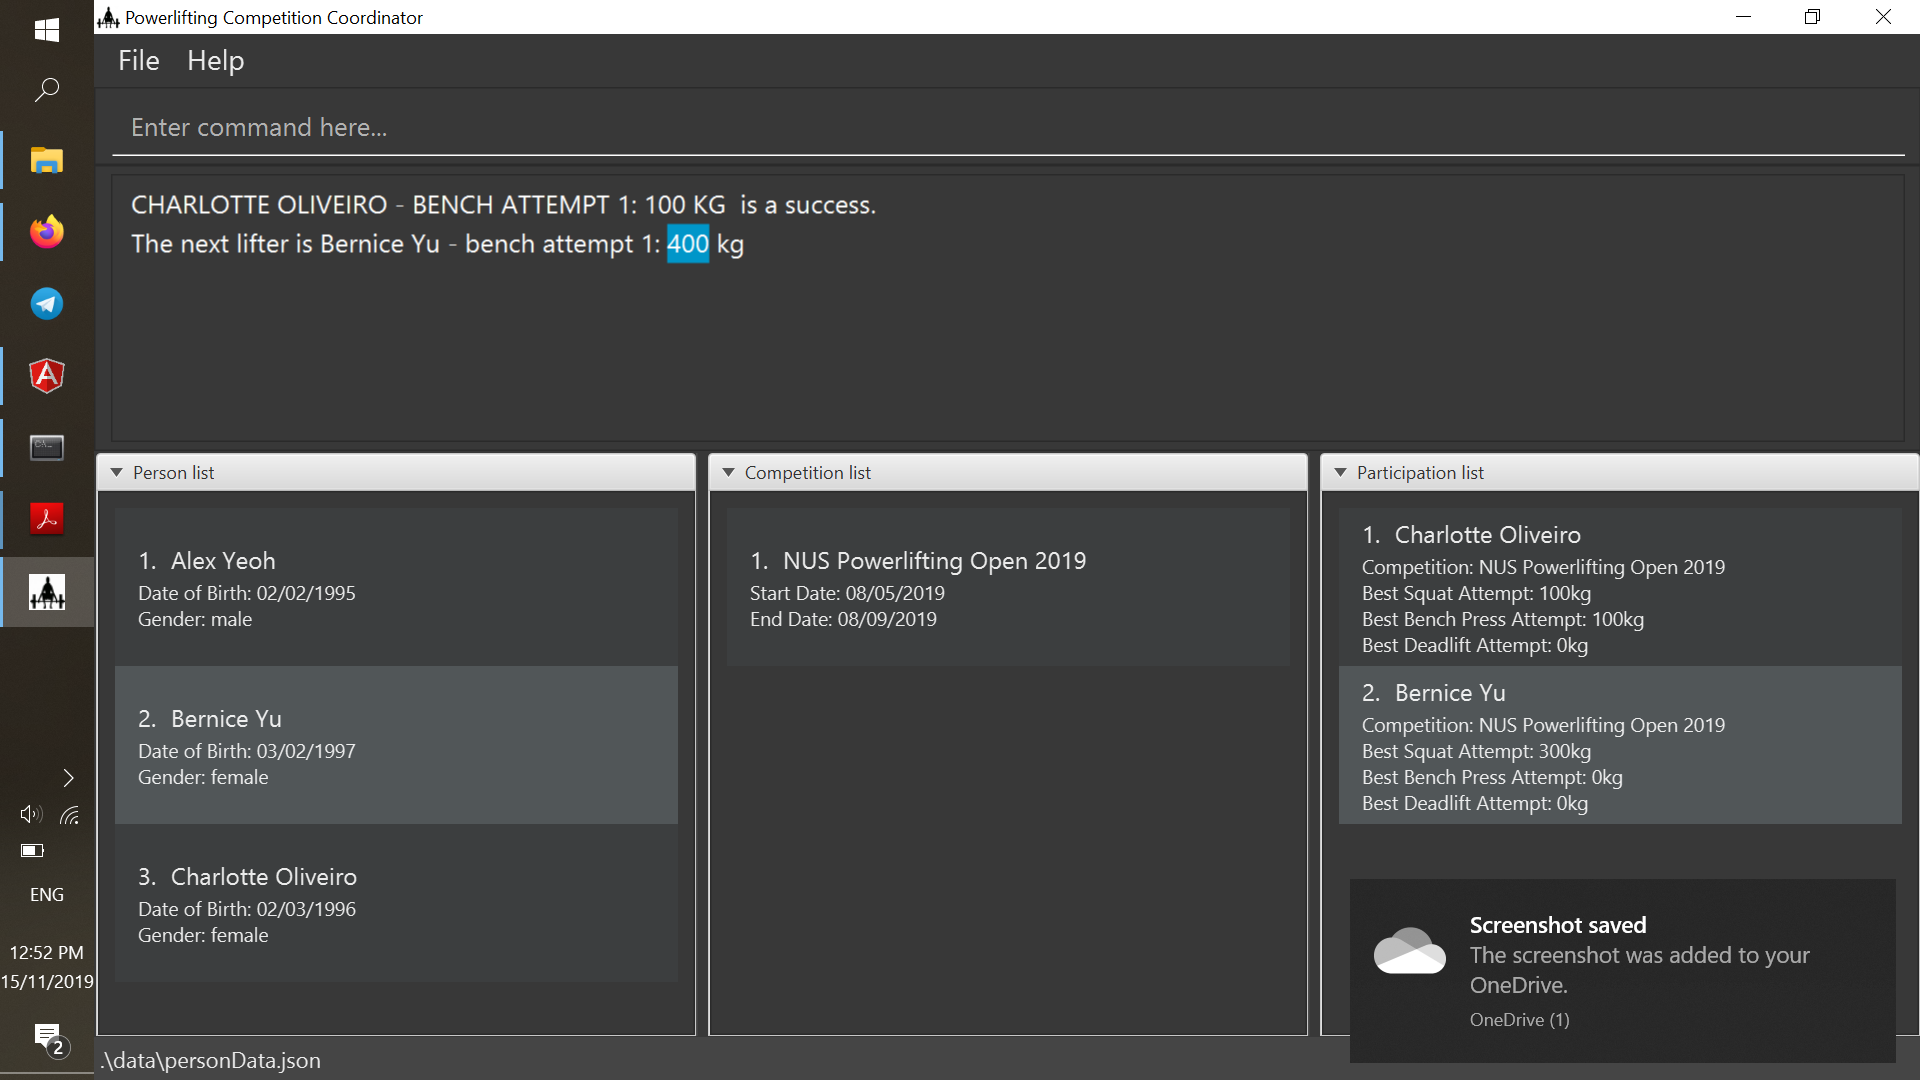 Powerlifting Competition Coordinator
File Help
Enter command here...
CHARLOTTE OLIVEIRO - BENCH ATTEMPT 1: 100 KG  is a success.
The next lifter is Bernice Yu - bench attempt 1: 400 kg
Person list
1. Alex Yeoh
Date of Birth: 02/02/1995
Gender: male
2. Bernice Yu
Date of Birth: 03/02/1997
Gender: female
3. Charlotte Oliveiro
Date of Birth: 02/03/1996
Gender: female
Competition list
1. NUS Powerlifting Open 2019
Start Date: 08/05/2019
End Date: 08/09/2019
Participation list
1. Charlotte Oliveiro
Competition: NUS Powerlifting Open 2019
Best Squat Attempt: 100kg
Best Bench Press Attempt: 100kg
Best Deadlift Attempt: 0kg
2. Bernice Yu
Competition: NUS Powerlifting Open 2019
Best Squat Attempt: 300kg
Best Bench Press Attempt: 0kg
Best Deadlift Attempt: 0kg
Screenshot saved
The screenshot was added to your
OneDrive.
OneDrive (1)
.\data\personData.json
ENG
12:52 PM
15/11/2019
2